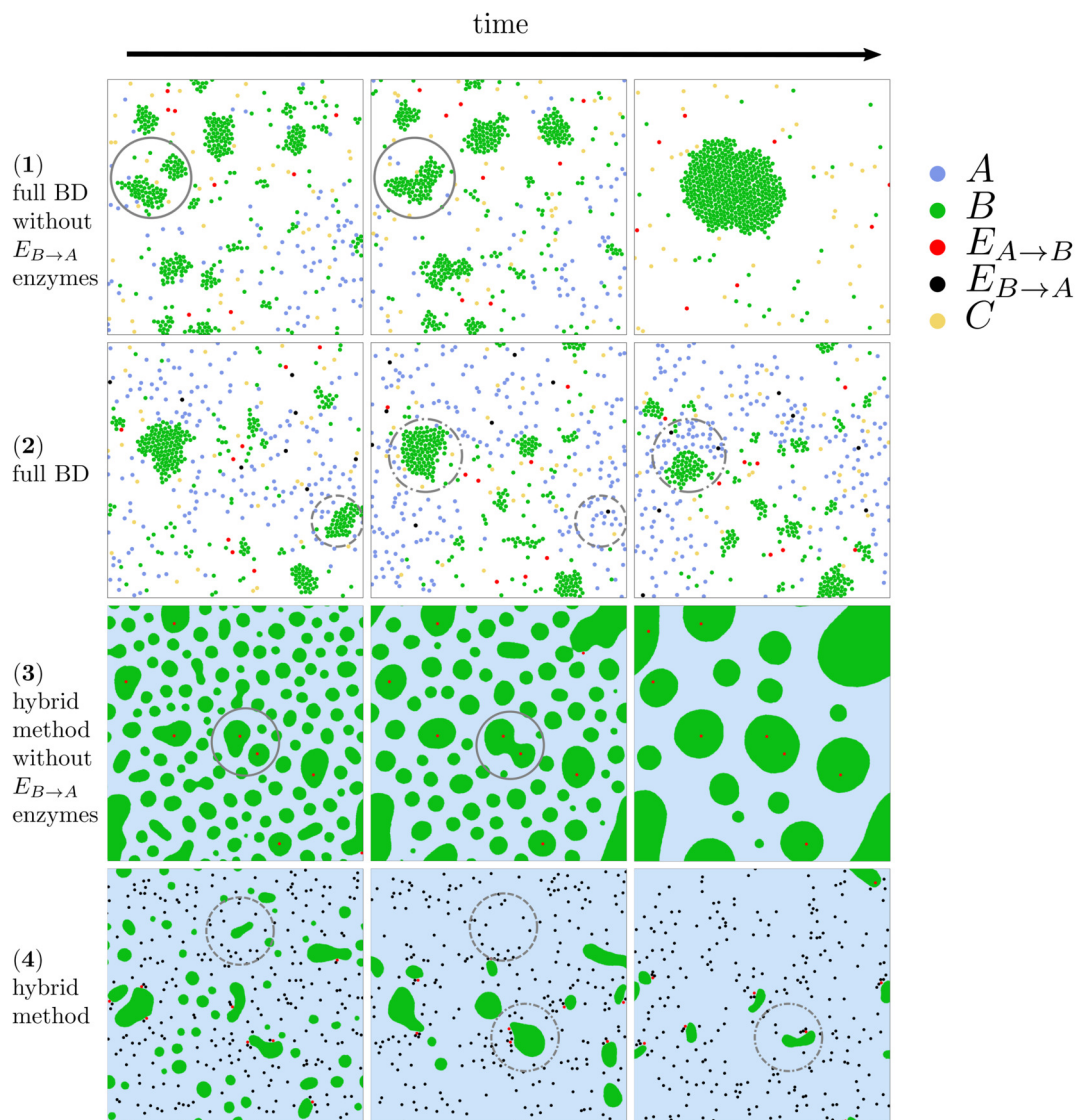 time
(1)
full BD
without
E_{B→A}
enzymes
A
B
E_{A→B}
E_{B→A}
C
(2)
full BD
(3)
hybrid
method
without
E_{B→A}
enzymes
(4)
hybrid
method